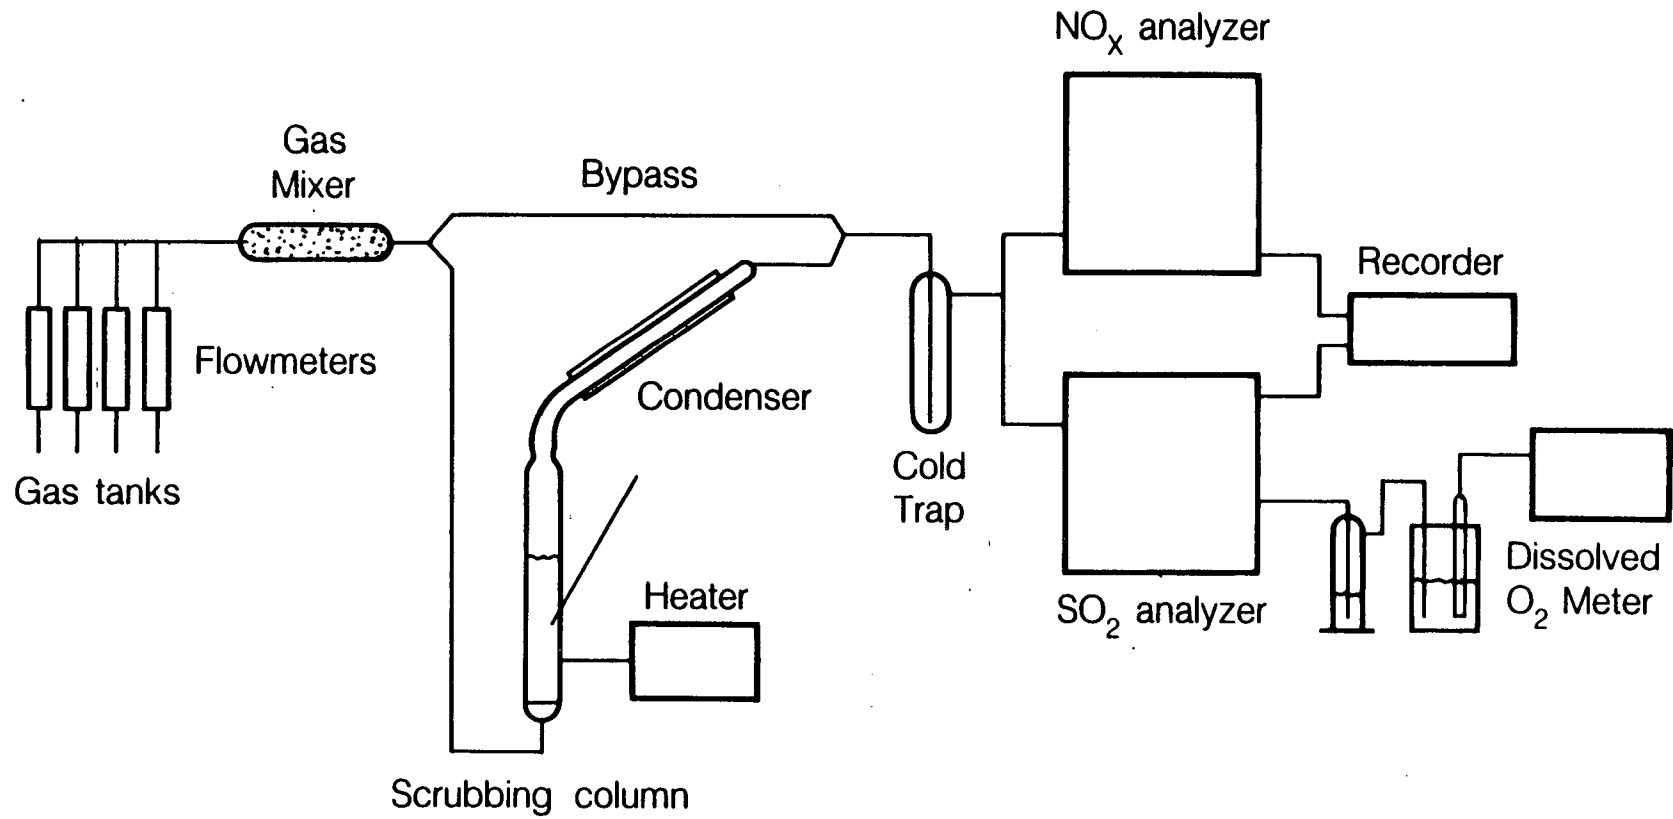 NOx analyzer
Gas
Mixer
Bypass
Recorder
Flowmeters
Condenser
Cold
Trap
Gas tanks
Dissolved
O2 Meter
Heater
SO2 analyzer
Scrubbing column